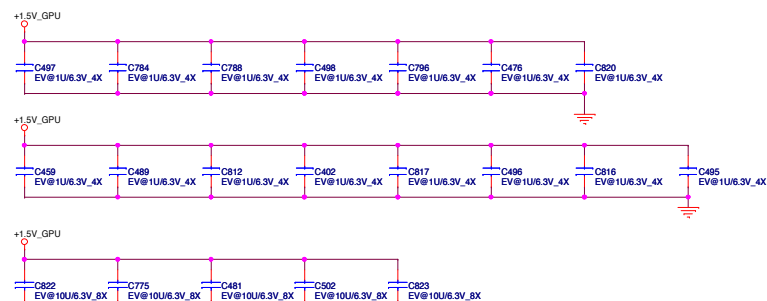 +1.5V_GPU
C497 C784 C788 C498 C796 C476 C820
EV@1U/6.3V_4X EV@1U/6.3V_4X EV@1U/6.3V_4X EV@1U/6.3V_4X EV@1U/6.3V_4X EV@1U/6.3V_4X EV@1U/6.3V_4X
+1.5V_GPU
C459 C489 C812 C402 C817 C496 C816 C495
EV@1U/6.3V_4X EV@1U/6.3V_4X EV@1U/6.3V_4X EV@1U/6.3V_4X EV@1U/6.3V_4X EV@1U/6.3V_4X EV@1U/6.3V_4X EV@1U/6.3V_4X
+1.5V_GPU
C822 C775 C481 C502 C823
EV@10U/6.3V_8X EV@10U/6.3V_8X EV@10U/6.3V_8X EV@10U/6.3V_8X EV@10U/6.3V_8X